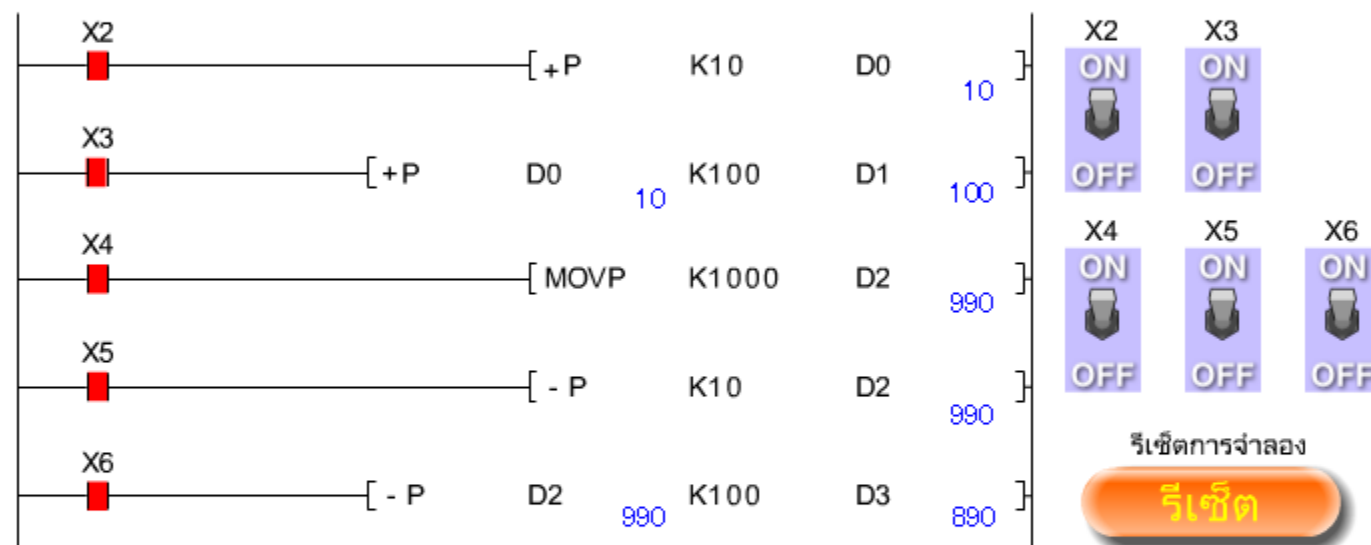 X2
[ +P K10 D0 ]
10
X3
[ +P D0 K100 D1 ]
10 100
X4
[ MOVP K1000 D2 ]
990
X5
[ - P K10 D2 ]
990
X6
[ - P D2 K100 D3 ]
990 890
X2 X3
ON ON
OFF OFF
X4 X5 X6
ON ON ON
OFF OFF OFF
รีเซ็ตการจำลอง
รีเซ็ต